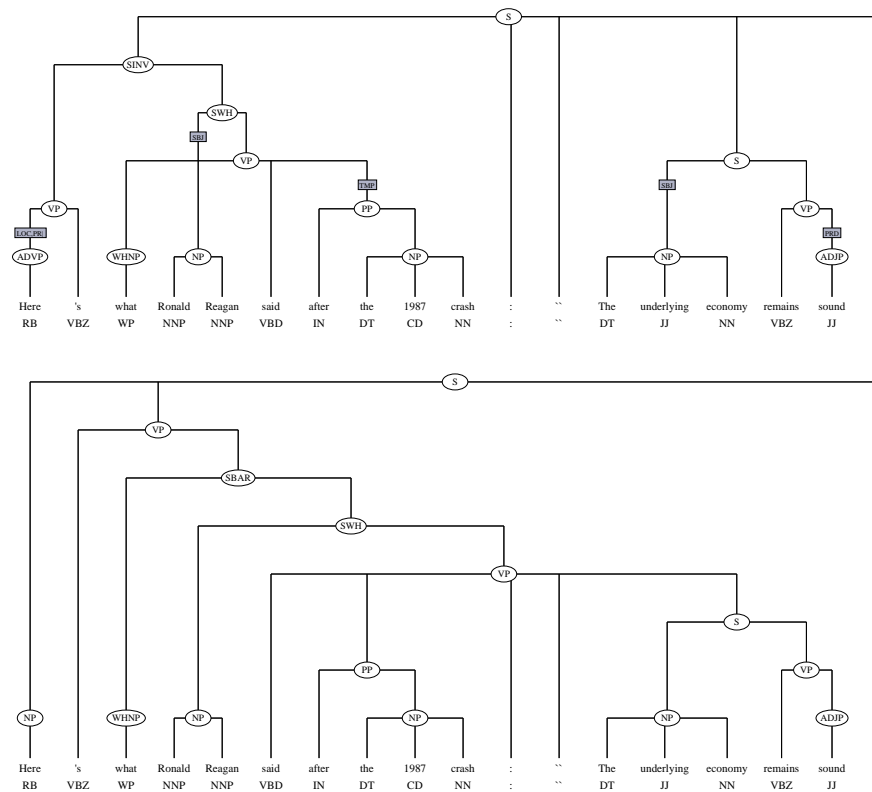 S
SINV
SWH
SBJ
VP
S
TMP
SBJ
VP
PP
VP
LOC,PR
PRD
ADVP
WHNP
NP
NP
NP
ADJP
Here 's what Ronald Reagan said after the 1987 crash : `` The underlying economy remains sound
RB VBZ WP NNP NNP VBD IN DT CD NN : `` DT JJ NN VBZ JJ
S
VP
SBAR
SWH
VP
S
PP
VP
NP
WHNP
NP
NP
NP
ADJP
Here 's what Ronald Reagan said after the 1987 crash : `` The underlying economy remains sound
RB VBZ WP NNP NNP VBD IN DT CD NN : `` DT JJ NN VBZ JJ